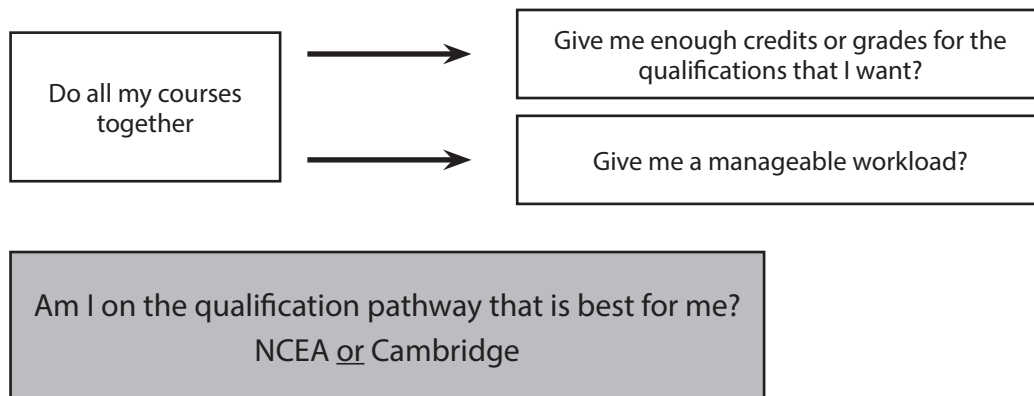 Do all my courses
together
Give me enough credits or grades for the
qualifications that I want?
Give me a manageable workload?
Am I on the qualification pathway that is best for me?
NCEA or Cambridge